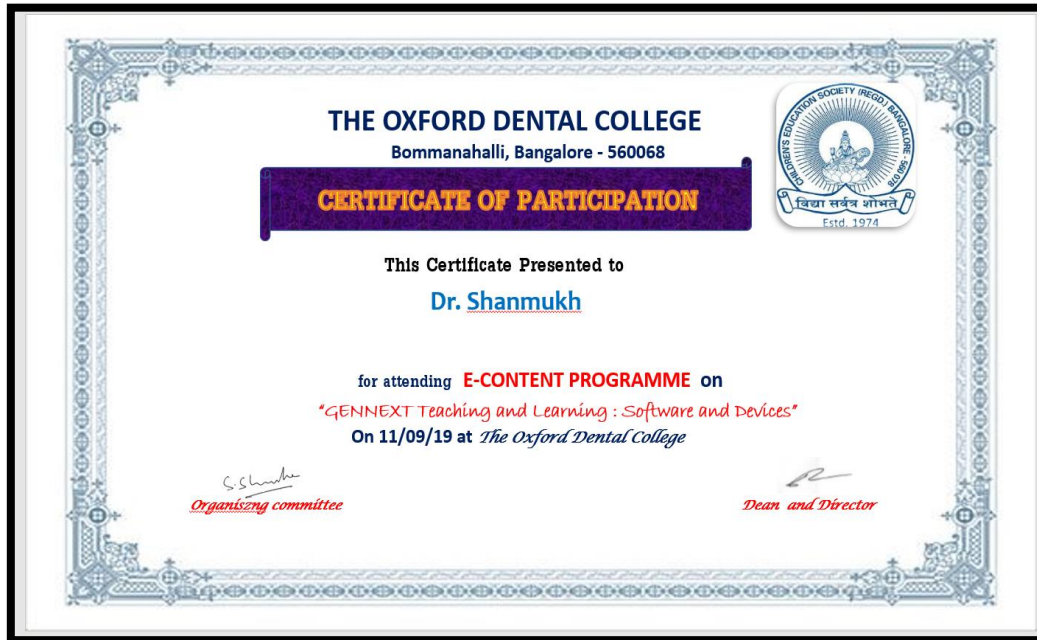 THE OXFORD DENTAL COLLEGE
Bommanahalli, Bangalore - 560068
CHILDREN'S EDUCATION SOCIETY (REGD.) BANGALORE - 560 078
विद्या सर्वत्र शोभते
Estd. 1974
CERTIFICATE OF PARTICIPATION
This Certificate Presented to
Dr. Shanmukh
for attending E-CONTENT PROGRAMME on
"GENNEXT Teaching and Learning : Software and Devices"
On 11/09/19 at The Oxford Dental College
Organiszng committee
Dean and Director